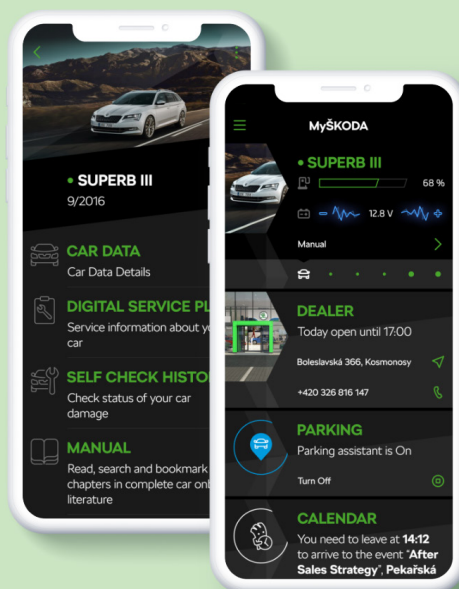 • SUPERB III
9/2016
CAR DATA
Car Data Details
DIGITAL SERVICE
Service information about
car
SELF CHECK
Check status of your car
damage
MANUAL
Read, search and bookmark
chapters in complete car
literature
MyŠKODA
• SUPERB III
68 %
12.8 V
Manual
DEALER
Today open until 17:00
Boleslavská 366, Kosmonosy
+420 326 816 147
PARKING
Parking assistant is On
Turn Off
CALENDAR
You need to leave at 14:12
to arrive to the event "After
Sales Strategy", Pekařská